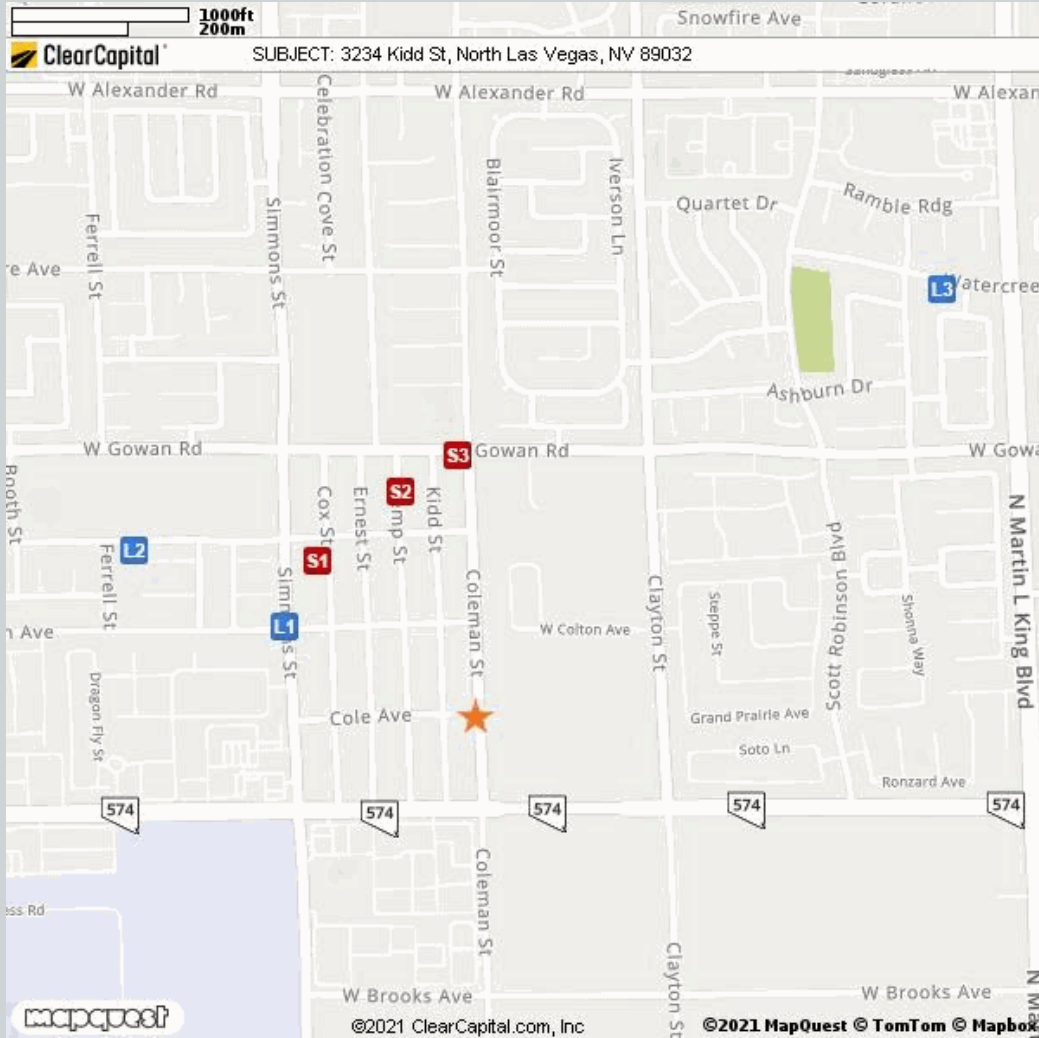 1000ft
200m
Snowfire Ave
ClearCapital
SUBJECT: 3234 Kidd St, North Las Vegas, NV 89032
W Alexander Rd
W Alexander Rd
W Alexan
Celebration Cove St
Blairmoor St
Iverson Ln
Quartet Dr
Ramble Rdg
Ferrell St
Simmons St
re Ave
L3
Watercree
Ashburn Dr
W Gowan Rd
S3
Gowan Rd
W Gowa
Booth St
Cox St
Ernest St
S2
mp St
Kidd St
N Martin L King Blvd
L2
Ferrell St
S1
Simmons St
L1
Coleman St
Clayton St
Steppe St
Scott Robinson Blvd
Shonna Way
n Ave
W Colton Ave
Dragon Fly St
Cole Ave
Grand Prairie Ave
Soto Ln
Ronzard Ave
574
574
574
574
574
Coleman St
ess Rd
Clayton St
W Brooks Ave
W Brooks Ave
N Ma
mapquest
©2021 ClearCapital.com, Inc
©2021 MapQuest © TomTom © Mapbox